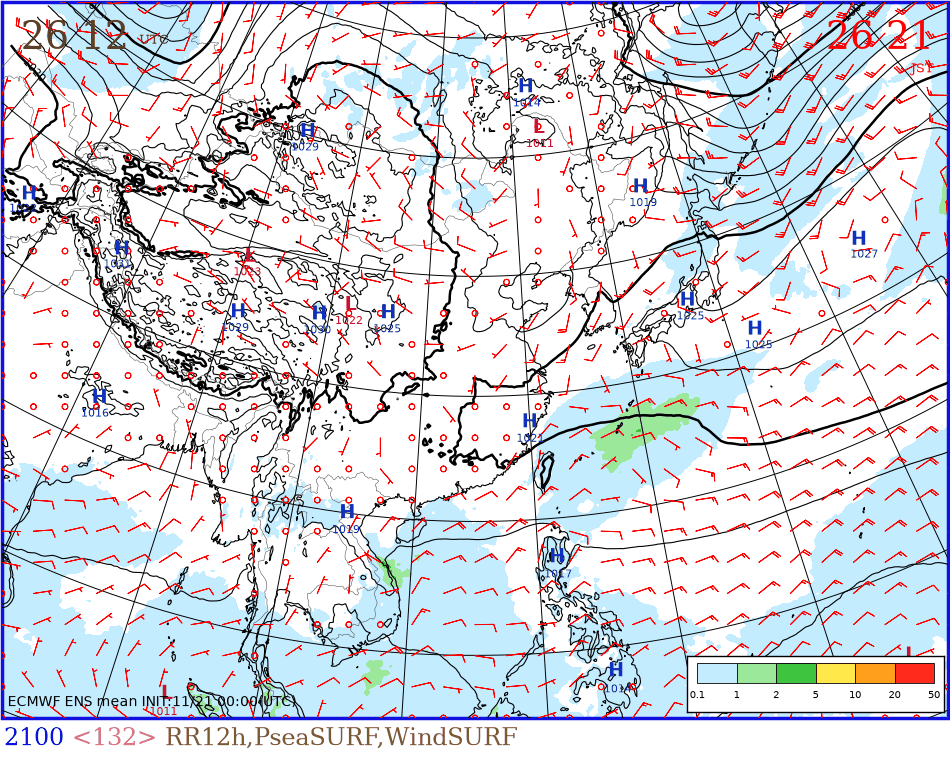 26 12 UTC
26 21
JST
H 1014
L 1011
H 1029
H 1019
H
H 1027
H
L 1023
H 1025
H 1029
H 1030
L 1022
H 1025
H 1025
H 1016
H 1021
H 1019
H 1017
H 1014
L
L 1011
0.1 1 2 5 10 20 50
ECMWF ENS mean INIT:11/21 00:00(UTC)
2100 <132> RR12h,PseaSURF,WindSURF